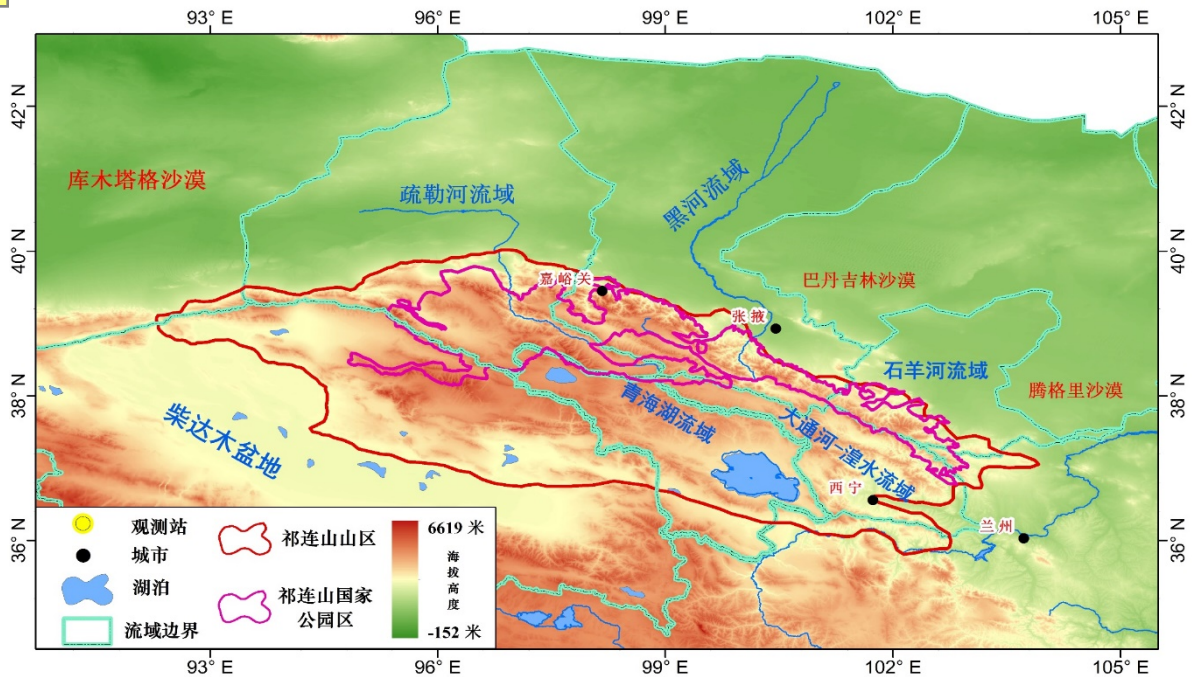 93° E 96° E 99° E 102° E 105° E
42° N
42° N
库木塔格沙漠
疏勒河流域
黑河流域
40° N
40° N
嘉峪关
巴丹吉林沙漠
张掖
石羊河流域
38° N
38° N
腾格里沙漠
青海湖流域
大通河-湟水流域
柴达木盆地
西宁
兰州
36° N
36° N
观测站
城市
湖泊
流域边界
祁连山山区
祁连山国家
公园区
6619 米
海拔高度
-152 米
93° E 96° E 99° E 102° E 105° E